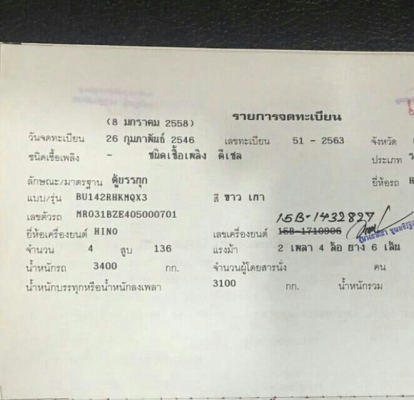 (8 มกราคม 2558) รายการจดทะเบียน
วันจดทะเบียน 26 กุมภาพันธ์ 2546 เลขทะเบียน 51 - 2563 จังหวัด
ชนิดเชื้อเพลิง - ชนิดเชื้อเพลิง ดีเซล ประเภท
ลักษณะ/มาตรฐาน ตู้บรรทุก ยี่ห้อรถ H
แบบ/รุ่น BU142RHKMQX3 สี ขาว เทา
เลขตัวรถ MR031BZE405000701 15B-1432827
ยี่ห้อเครื่องยนต์ HINO เลขเครื่องยนต์ 15B-1710906
จำนวน 4 สูบ 136 แรงม้า 2 เพลา 4 ล้อ ยาง 6 เส้น
น้ำหนักรถ 3400 กก. จำนวนผู้โดยสารนั่ง คน
น้ำหนักบรรทุกหรือน้ำหนักลงเพลา 3100 กก. น้ำหนักรวม